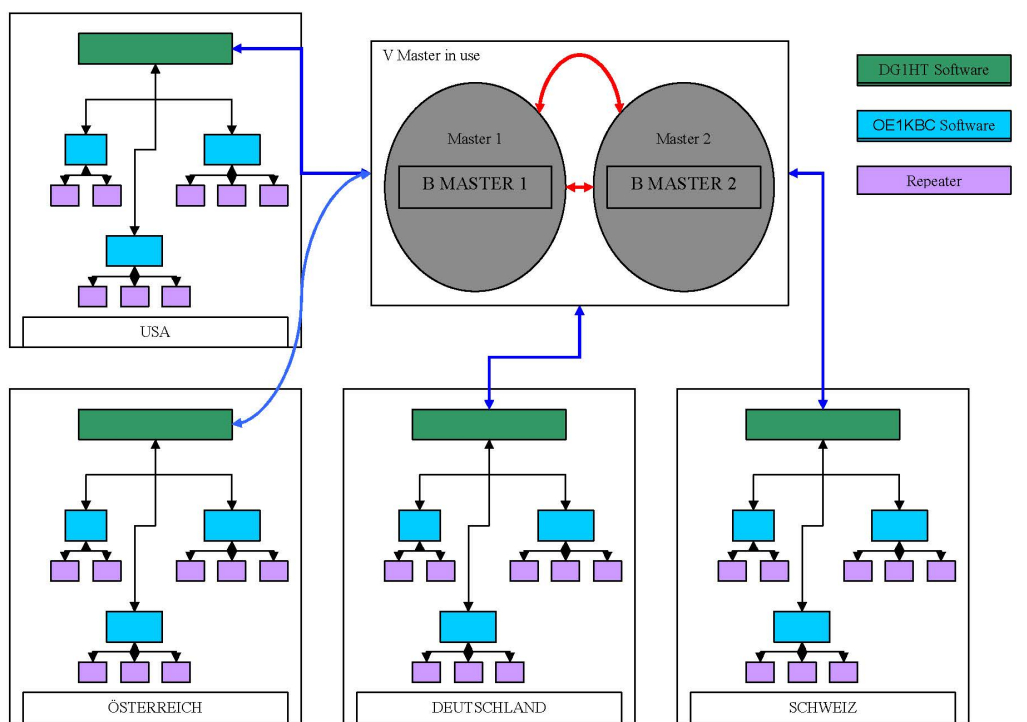 V Master in use
DG1HT Software
OE1KBC Software
Master 1
Master 2
B MASTER 1
B MASTER 2
Repeater
USA
ÖSTERREICH
DEUTSCHLAND
SCHWEIZ